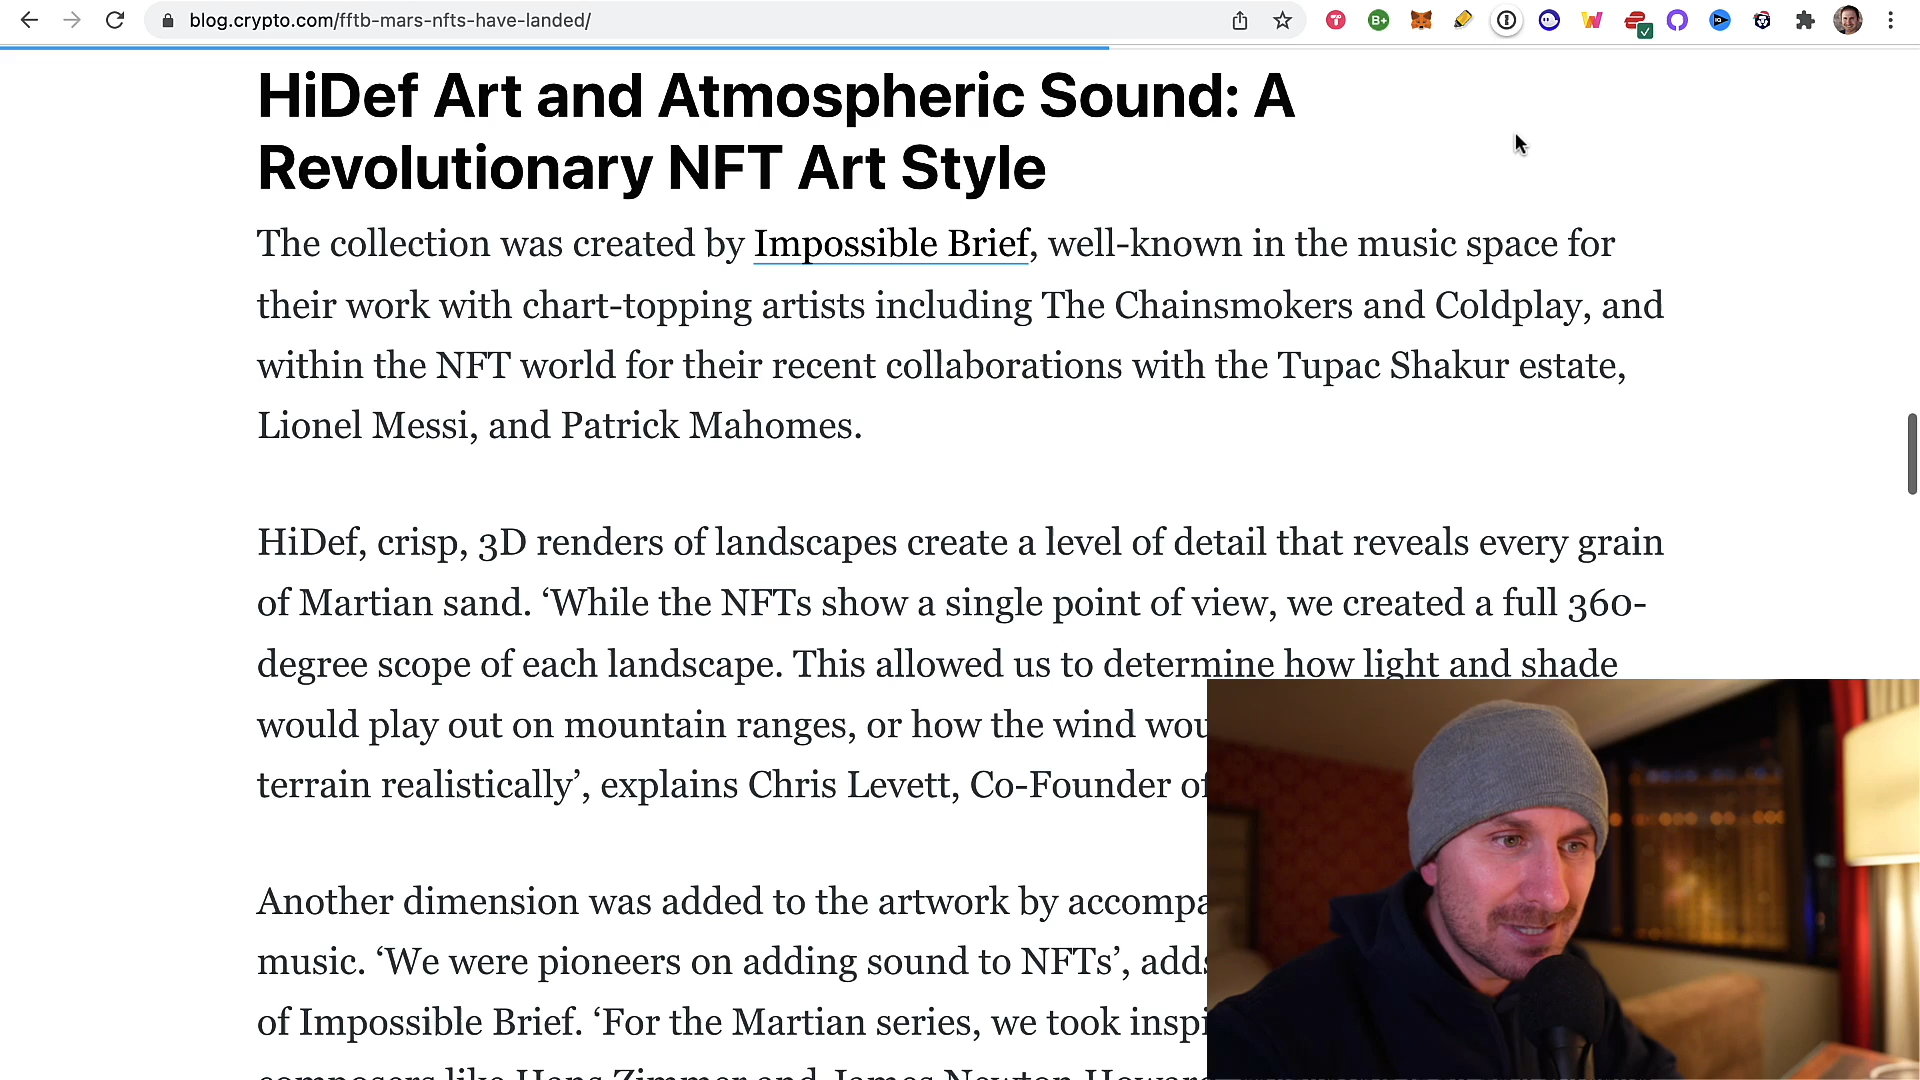 blog.crypto.com/fftb-mars-nfts-have-landed/
HiDef Art and Atmospheric Sound: A
Revolutionary NFT Art Style
The collection was created by Impossible Brief, well-known in the music space for
their work with chart-topping artists including The Chainsmokers and Coldplay, and
within the NFT world for their recent collaborations with the Tupac Shakur estate,
Lionel Messi, and Patrick Mahomes.
HiDef, crisp, 3D renders of landscapes create a level of detail that reveals every grain
of Martian sand. ‘While the NFTs show a single point of view, we created a full 360-
degree scope of each landscape. This allowed us to determine how light and shade
would play out on mountain ranges, or how the wind wou
terrain realistically’, explains Chris Levett, Co-Founder of
Another dimension was added to the artwork by accompa
music. ‘We were pioneers on adding sound to NFTs’, adds
of Impossible Brief. ‘For the Martian series, we took inspi
composers like Hans Zimmer and James Newton Howard